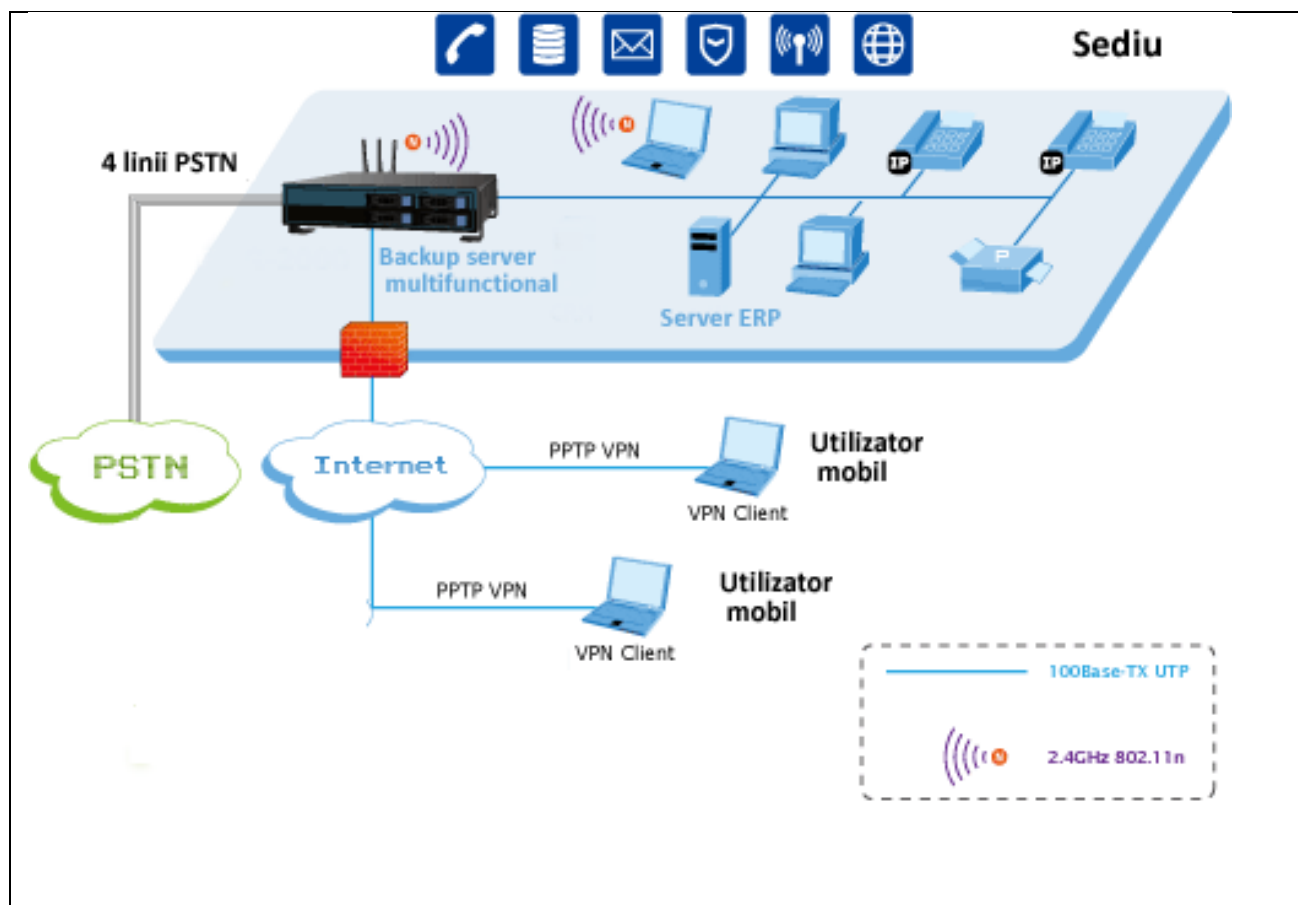 Sediu
4 linii PSTN
N
N
IP
IP
Backup server
multifunctional
P
Server ERP
PSTN
Internet
PPTP VPN
Utilizator
mobil
VPN Client
PPTP VPN
Utilizator
mobil
VPN Client
100Base-TX UTP
N
2.4GHz 802.11n